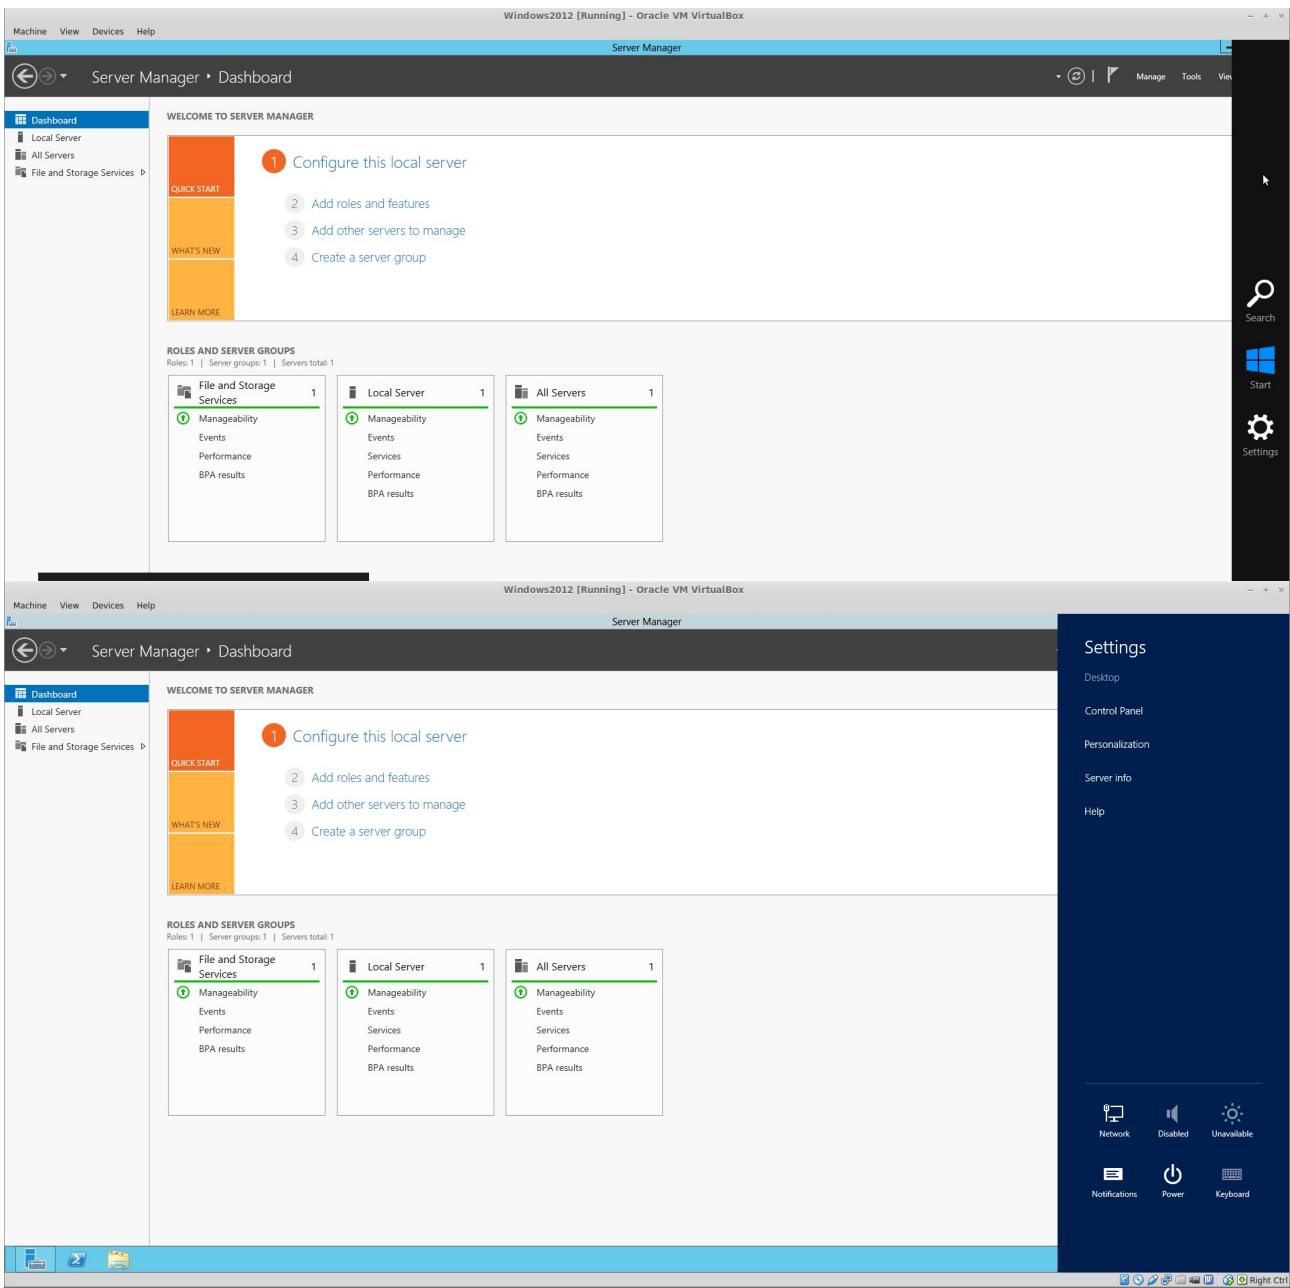 Windows2012 [Running] - Oracle VM VirtualBox
Machine View Devices Help
Server Manager
Server Manager ‣ Dashboard
Manage Tools
Dashboard
Local Server
All Servers
File and Storage Services
WELCOME TO SERVER MANAGER
QUICK START
WHAT'S NEW
LEARN MORE
1 Configure this local server
2 Add roles and features
3 Add other servers to manage
4 Create a server group
ROLES AND SERVER GROUPS
Roles: 1 | Server groups: 1 | Servers total: 1
File and Storage
Services 1
Manageability
Events
Performance
BPA results
Local Server 1
Manageability
Events
Services
Performance
BPA results
All Servers 1
Manageability
Events
Services
Performance
BPA results
Search
Start
Settings
Windows2012 [Running] - Oracle VM VirtualBox
Machine View Devices Help
Server Manager
Server Manager ‣ Dashboard
Dashboard
Local Server
All Servers
File and Storage Services
WELCOME TO SERVER MANAGER
QUICK START
WHAT'S NEW
LEARN MORE
1 Configure this local server
2 Add roles and features
3 Add other servers to manage
4 Create a server group
ROLES AND SERVER GROUPS
Roles: 1 | Server groups: 1 | Servers total: 1
File and Storage
Services 1
Manageability
Events
Performance
BPA results
Local Server 1
Manageability
Events
Services
Performance
BPA results
All Servers 1
Manageability
Events
Services
Performance
BPA results
Settings
Desktop
Control Panel
Personalization
Server info
Help
Network Disabled Unavailable
Notifications Power Keyboard
Right Ctrl